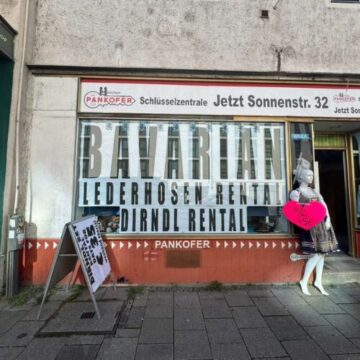 PANKOFER
Schlüsselzentrale Jetzt Sonnenstr. 32
BAVARIAN
LEDERHOSEN RENTAL
DIRNDL RENTAL
PANKOFER